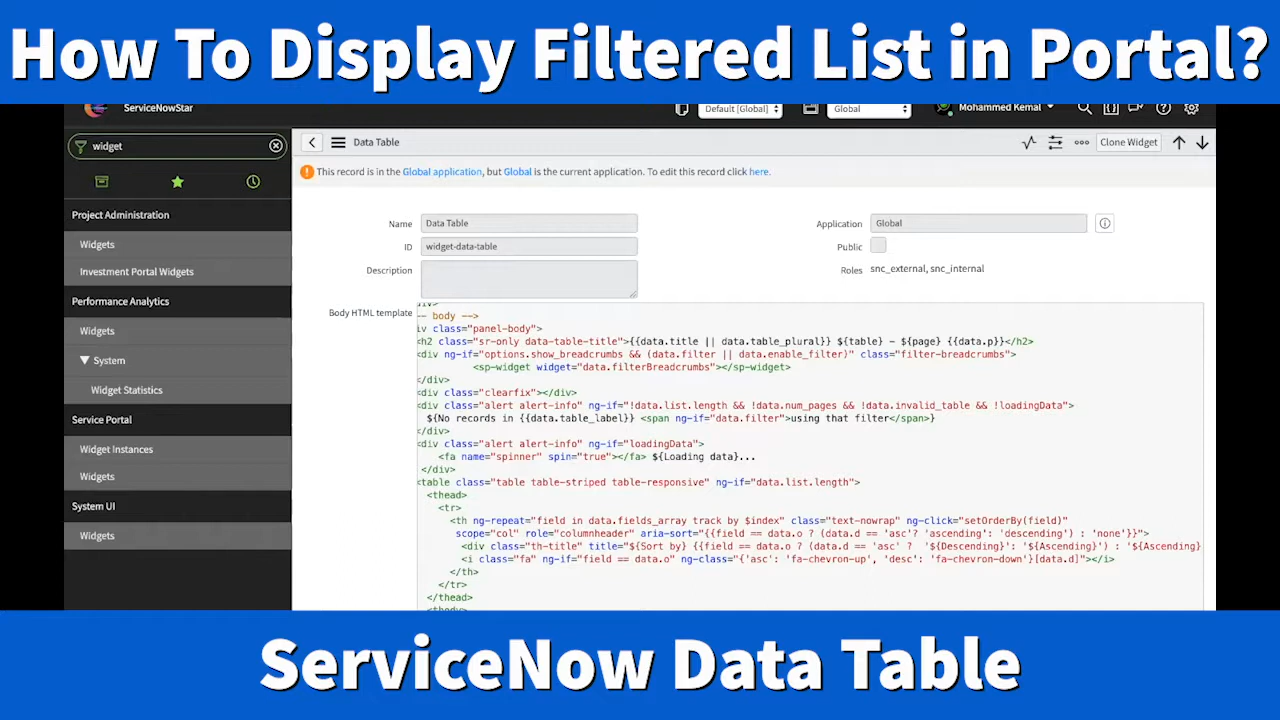 How To Display Filtered List in Portal?
ServiceNowStar
Default [Global]
Global
Mohammed Kemal
widget
Data Table
Clone Widget
This record is in the Global application, but Global is the current application. To edit this record click here.
Project Administration
Widgets
Investment Portal Widgets
Performance Analytics
Widgets
System
Widget Statistics
Service Portal
Widget Instances
Widgets
System UI
Widgets
Name Data Table
Application Global
ID widget-data-table
Public
Description
Roles snc_external, snc_internal
Body HTML template
iv>
-- body -->
iv class="panel-body">
<h2 class="sr-only data-table-title">{{data.title || data.table_plural}} ${table} - ${page} {{data.p}}</h2>
<div ng-if="options.show_breadcrumbs && (data.filter || data.enable_filter)" class="filter-breadcrumbs">
<sp-widget widget="data.filterBreadcrumbs"></sp-widget>
</div>
<div class="clearfix"></div>
<div class="alert alert-info" ng-if="!data.list.length && !data.num_pages && !data.invalid_table && !loadingData">
${No records in {{data.table_label}} <span ng-if="data.filter">using that filter</span>}
</div>
<div class="alert alert-info" ng-if="loadingData">
<fa name="spinner" spin="true"></fa> ${Loading data}...
</div>
<table class="table table-striped table-responsive" ng-if="data.list.length">
<thead>
<tr>
<th ng-repeat="field in data.fields_array track by $index" class="text-nowrap" ng-click="setOrderBy(field)"
scope="col" role="columnheader" aria-sort="{{field == data.o ? (data.d == 'asc'? 'ascending': 'descending') : 'none'}}">
<div class="th-title" title="${Sort by} {{field == data.o ? (data.d == 'asc' ? '${Descending}': '${Ascending}') : '${Ascending}
<i class="fa" ng-if="field == data.o" ng-class="{'asc': 'fa-chevron-up', 'desc': 'fa-chevron-down'}[data.d]"></i>
</th>
</tr>
</thead>
<tbody>
ServiceNow Data Table